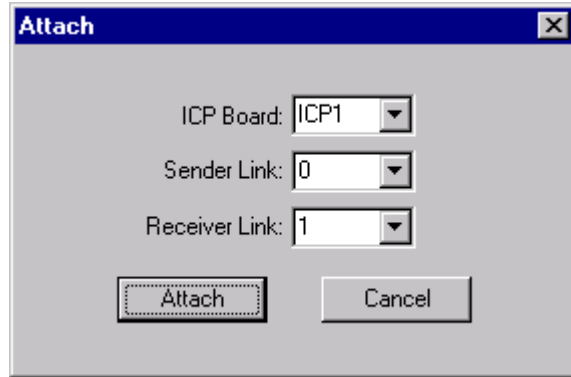 Attach
ICP Board: ICP1
Sender Link: 0
Receiver Link: 1
Attach Cancel